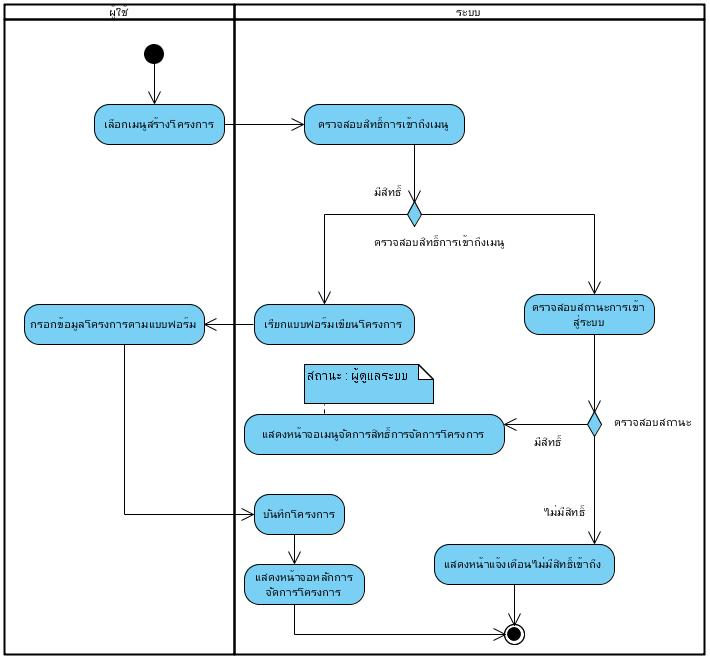 ผู้ใช้
ระบบ
เลือกเมนูสร้างโครงการ
ตรวจสอบสิทธิ์การเข้าถึงเมนู
มีสิทธิ์
ตรวจสอบสิทธิ์การเข้าถึงเมนู
กรอกข้อมูลโครงการตามแบบฟอร์ม
เรียกแบบฟอร์มเขียนโครงการ
ตรวจสอบสถานะการเข้า
สู่ระบบ
สถานะ : ผู้ดูแลระบบ
แสดงหน้าจอเมนูจัดการสิทธิ์การจัดการโครงการ
ตรวจสอบสถานะ
มีสิทธิ์
บันทึกโครงการ
ไม่มีสิทธิ์
แสดงหน้าจอหลักการ
จัดการโครงการ
แสดงหน้าแจ้งเตือนไม่มีสิทธิ์เข้าถึง